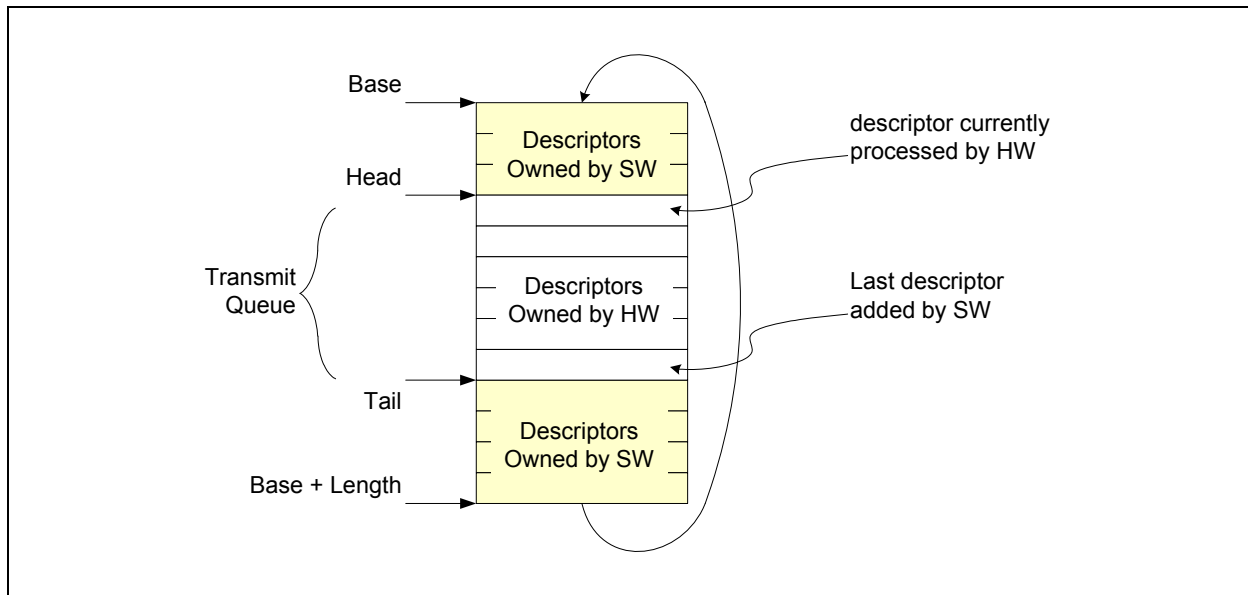 Base
Descriptors
Owned by SW
descriptor currently
processed by HW
Head
Transmit
Queue
Descriptors
Owned by HW
Last descriptor
added by SW
Tail
Descriptors
Owned by SW
Base + Length